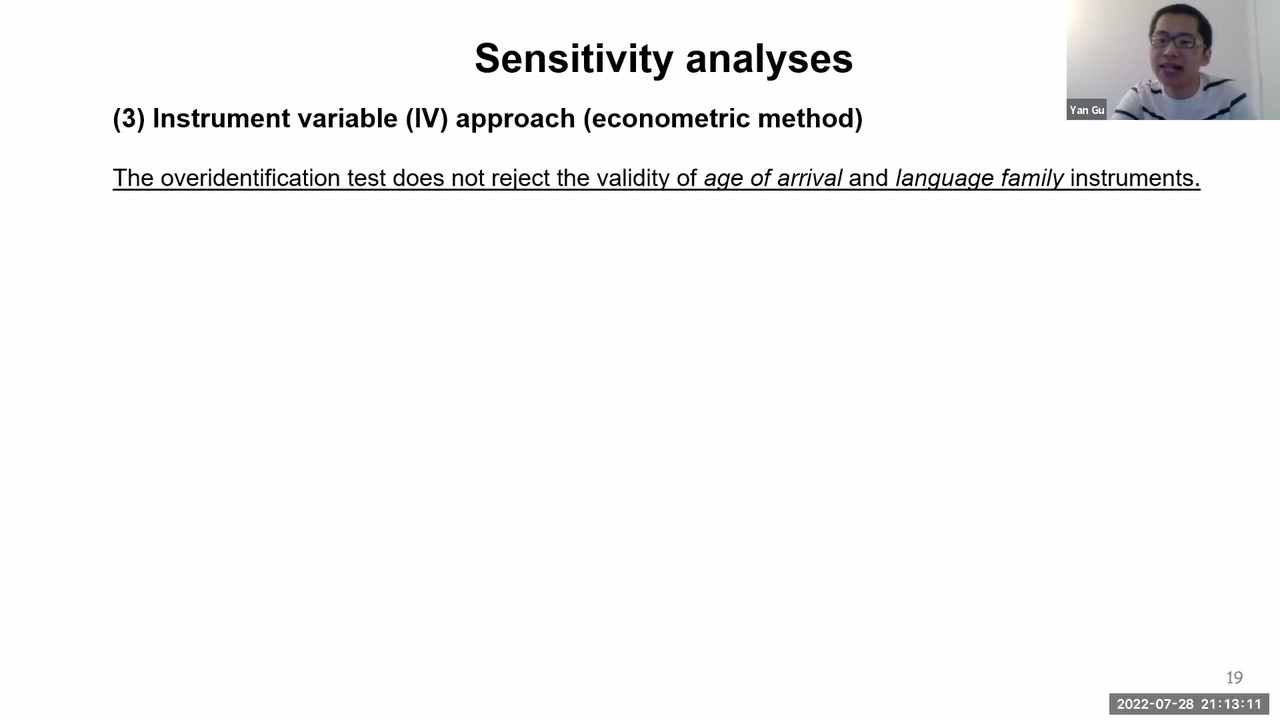 Sensitivity analyses
(3) Instrument variable (IV) approach (econometric method)
Yan Gu
The overidentification test does not reject the validity of age of arrival and language family instruments.
19
2022-07-28 21:13:11